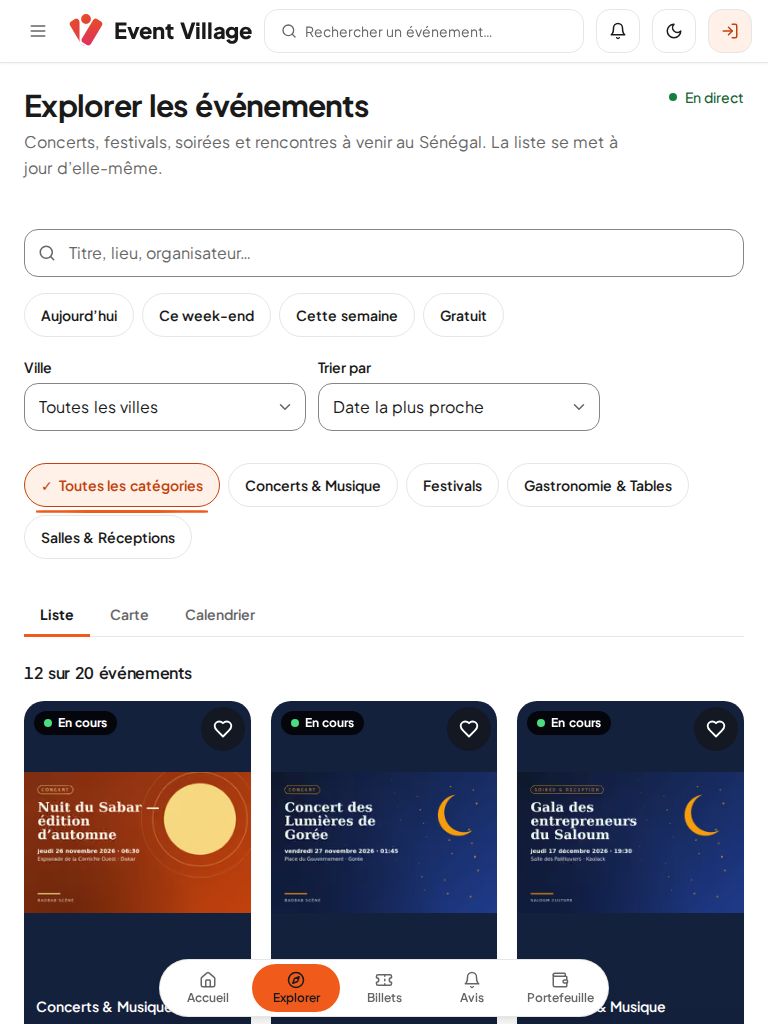 Event Village
Rechercher un événement…
Explorer les événements
En direct
Concerts, festivals, soirées et rencontres à venir au Sénégal. La liste se met à
jour d’elle-même.
Titre, lieu, organisateur…
Aujourd’hui
Ce week-end
Cette semaine
Gratuit
Ville
Trier par
Toutes les villes
Date la plus proche
✓ Toutes les catégories
Concerts & Musique
Festivals
Gastronomie & Tables
Salles & Réceptions
Liste
Carte
Calendrier
12 sur 20 événements
En cours
CONCERT
Nuit du Sabar —
édition
d’automne
jeudi 26 novembre 2026 · 06:30
Esplanade de la Corniche Ouest · Dakar
BAOBAB SCÈNE
Concerts & Musique
En cours
CONCERT
Concert des
Lumières de
Gorée
vendredi 27 novembre 2026 · 01:45
Place du Gouvernement · Gorée
BAOBAB SCÈNE
En cours
SOIRÉE & RÉCEPTION
Gala des
entrepreneurs
du Saloum
jeudi 17 décembre 2026 · 19:30
Salle des Palétuviers · Kaolack
SALOUM CULTURE
& Musique
Accueil
Explorer
Billets
Avis
Portefeuille